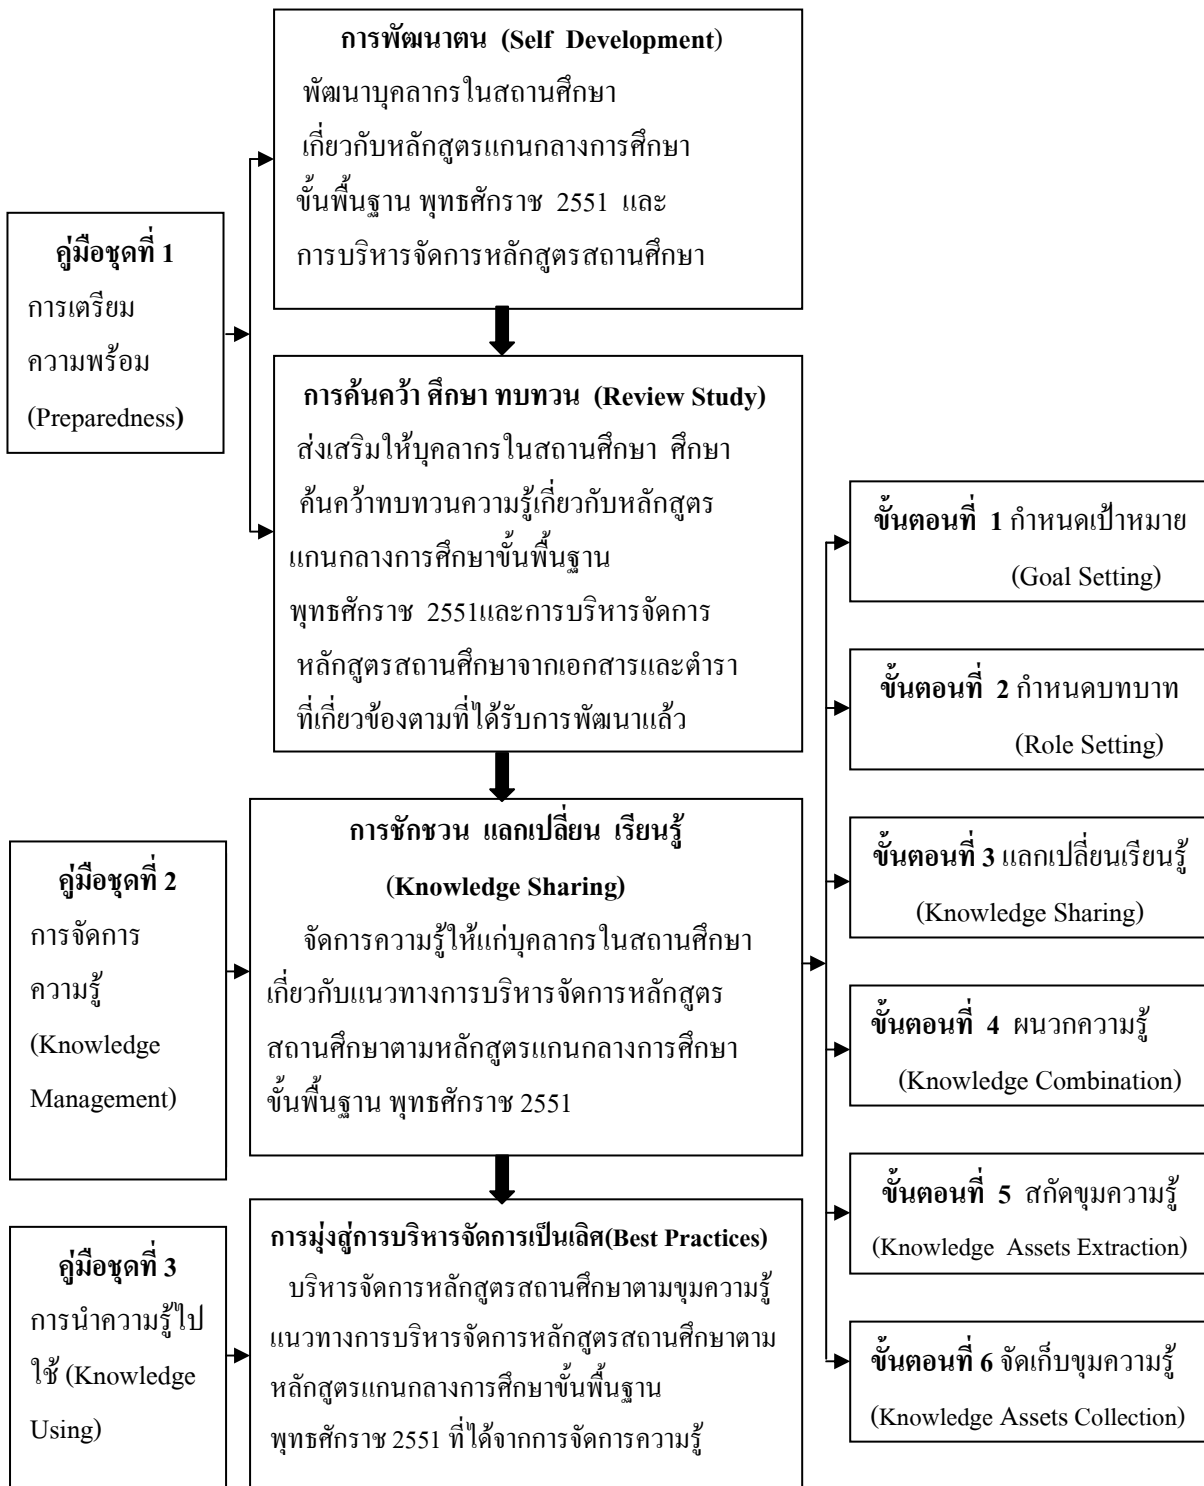 การพัฒนาตน (Self Development)
พัฒนาบุคลากรในสถานศึกษา
เกี่ยวกับหลักสูตรแกนกลางการศึกษา
ขั้นพื้นฐาน พุทธศักราช 2551 และ
การบริหารจัดการหลักสูตรสถานศึกษา
คู่มือชุดที่ 1
การเตรียม
ความพร้อม
(Preparedness)
การค้นคว้า ศึกษา ทบทวน (Review Study)
ส่งเสริมให้บุคลากรในสถานศึกษา ศึกษา
ค้นคว้าทบทวนความรู้เกี่ยวกับหลักสูตร
แกนกลางการศึกษาขั้นพื้นฐาน
พุทธศักราช 2551และการบริหารจัดการ
หลักสูตรสถานศึกษาจากเอกสารและตำรา
ที่เกี่ยวข้องตามที่ได้รับการพัฒนาแล้ว
คู่มือชุดที่ 2
การจัดการ
ความรู้
(Knowledge
Management)
การชักชวน แลกเปลี่ยน เรียนรู้
(Knowledge Sharing)
จัดการความรู้ให้แก่บุคลากรในสถานศึกษา
เกี่ยวกับแนวทางการบริหารจัดการหลักสูตร
สถานศึกษาตามหลักสูตรแกนกลางการศึกษา
ขั้นพื้นฐาน พุทธศักราช 2551
ขั้นตอนที่ 1 กำหนดเป้าหมาย
(Goal Setting)
ขั้นตอนที่ 2 กำหนดบทบาท
(Role Setting)
ขั้นตอนที่ 3 แลกเปลี่ยนเรียนรู้
(Knowledge Sharing)
ขั้นตอนที่ 4 ผนวกความรู้
(Knowledge Combination)
ขั้นตอนที่ 5 สกัดขุมความรู้
(Knowledge Assets Extraction)
ขั้นตอนที่ 6 จัดเก็บขุมความรู้
(Knowledge Assets Collection)
คู่มือชุดที่ 3
การนำความรู้ไป
ใช้ (Knowledge
Using)
การมุ่งสู่การบริหารจัดการเป็นเลิศ(Best Practices)
บริหารจัดการหลักสูตรสถานศึกษาตามขุมความรู้
แนวทางการบริหารจัดการหลักสูตรสถานศึกษาตาม
หลักสูตรแกนกลางการศึกษาขั้นพื้นฐาน
พุทธศักราช 2551 ที่ได้จากการจัดการความรู้